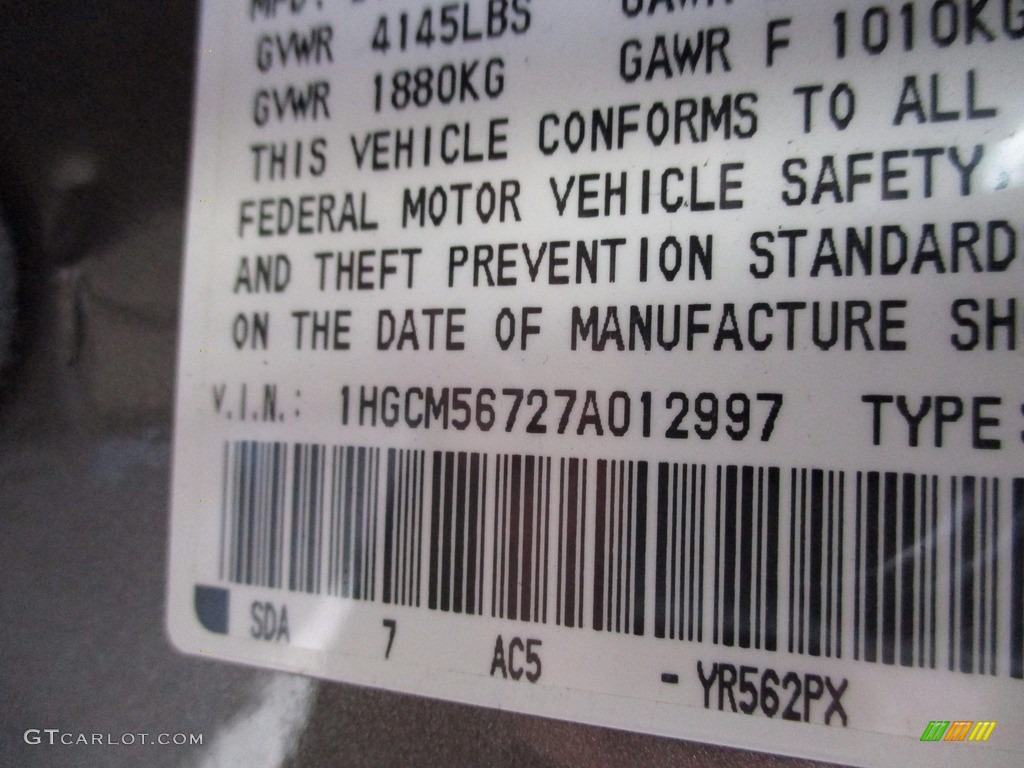 GVWR 4145LBS
GVWR 1880KG GAWR F 1010KG
THIS VEHICLE CONFORMS TO ALL
FEDERAL MOTOR VEHICLE SAFETY,
AND THEFT PREVENTION STANDARD
ON THE DATE OF MANUFACTURE SH
V.I.N.: 1HGCM56727A012997 TYPE:
SDA 7 AC5 - YR562PX
GTCARLOT.COM